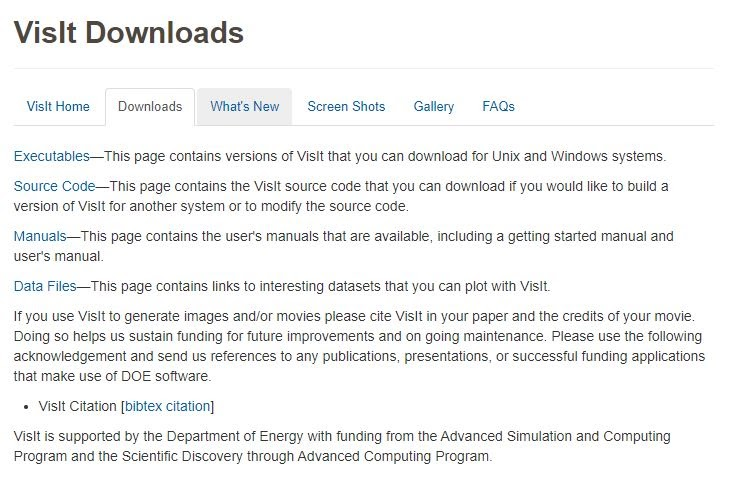 VisIt Downloads
VisIt Home Downloads What's New Screen Shots Gallery FAQs
Executables—This page contains versions of VisIt that you can download for Unix and Windows systems.
Source Code—This page contains the VisIt source code that you can download if you would like to build a
version of VisIt for another system or to modify the source code.
Manuals—This page contains the user's manuals that are available, including a getting started manual and
user's manual.
Data Files—This page contains links to interesting datasets that you can plot with VisIt.
If you use VisIt to generate images and/or movies please cite VisIt in your paper and the credits of your movie.
Doing so helps us sustain funding for future improvements and on going maintenance. Please use the following
acknowledgement and send us references to any publications, presentations, or successful funding applications
that make use of DOE software.
• VisIt Citation [bibtex citation]
VisIt is supported by the Department of Energy with funding from the Advanced Simulation and Computing
Program and the Scientific Discovery through Advanced Computing Program.